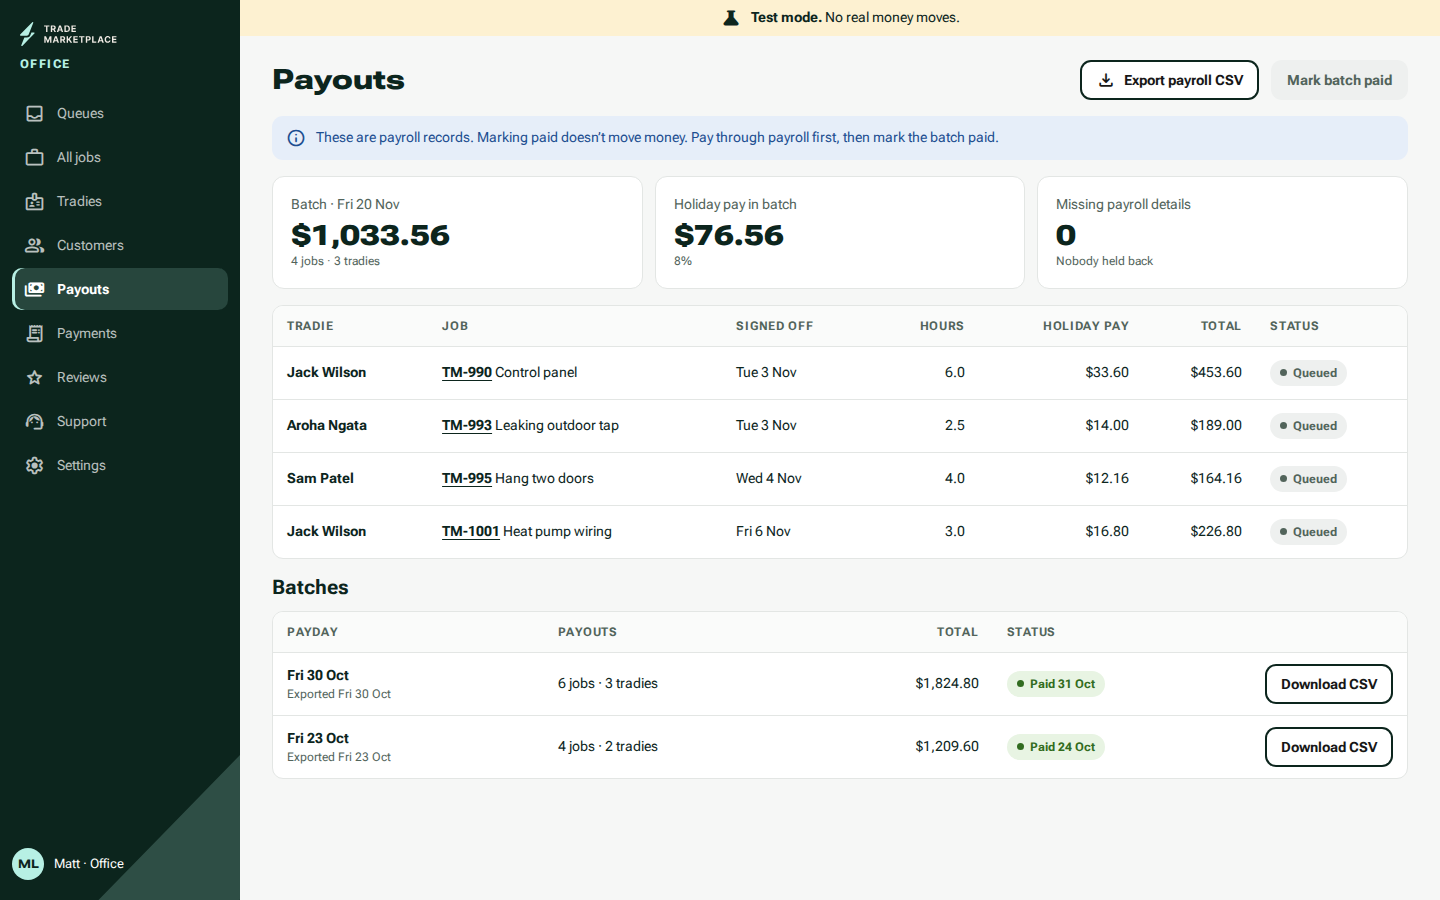 TRADE
MARKETPLACE
OFFICE
Queues
All jobs
Tradies
Customers
Payouts
Payments
Reviews
Support
Settings
ML Matt · Office
Test mode. No real money moves.
Payouts
Export payroll CSV
Mark batch paid
These are payroll records. Marking paid doesn’t move money. Pay through payroll first, then mark the batch paid.
Batch · Fri 20 Nov
$1,033.56
4 jobs · 3 tradies
Holiday pay in batch
$76.56
8%
Missing payroll details
0
Nobody held back
TRADIE JOB SIGNED OFF HOURS HOLIDAY PAY TOTAL STATUS
Jack Wilson TM-990 Control panel Tue 3 Nov 6.0 $33.60 $453.60 Queued
Aroha Ngata TM-993 Leaking outdoor tap Tue 3 Nov 2.5 $14.00 $189.00 Queued
Sam Patel TM-995 Hang two doors Wed 4 Nov 4.0 $12.16 $164.16 Queued
Jack Wilson TM-1001 Heat pump wiring Fri 6 Nov 3.0 $16.80 $226.80 Queued
Batches
PAYDAY PAYOUTS TOTAL STATUS
Fri 30 Oct 6 jobs · 3 tradies $1,824.80 Paid 31 Oct Download CSV
Exported Fri 30 Oct
Fri 23 Oct 4 jobs · 2 tradies $1,209.60 Paid 24 Oct Download CSV
Exported Fri 23 Oct